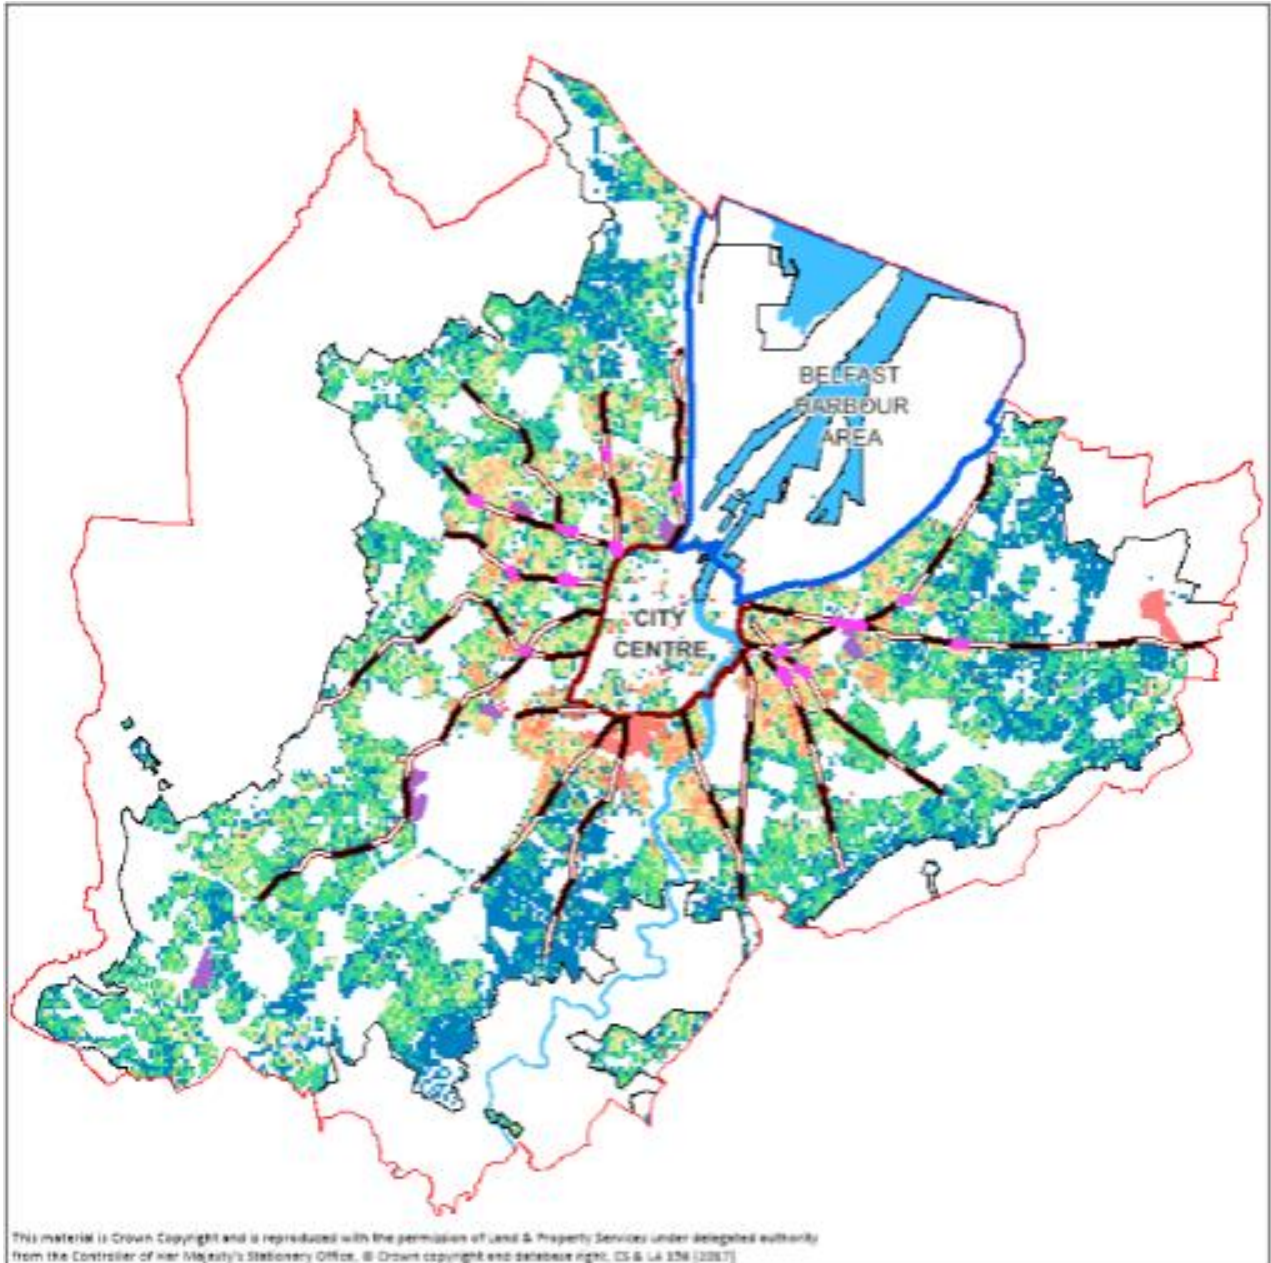 BELFAST
HARBOUR
AREA
CITY
CENTRE
This material is Crown Copyright and is reproduced with the permission of Land & Property Services under delegated authority
from the Controller of Her Majesty's Stationery Office, © Crown copyright and database right, CS & LA 156 (2017)